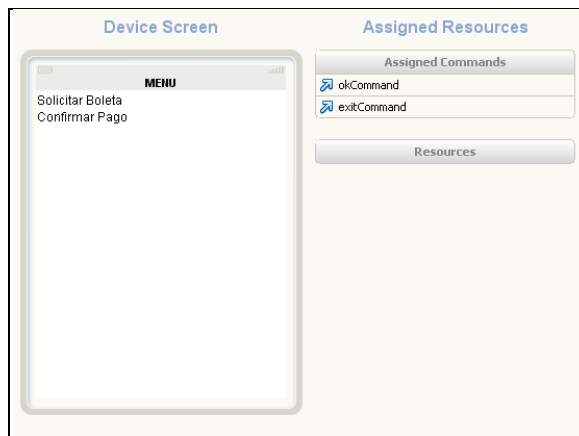 Device Screen
MENU
Solicitar Boleta
Confirmar Pago
Assigned Resources
Assigned Commands
okCommand
exitCommand
Resources